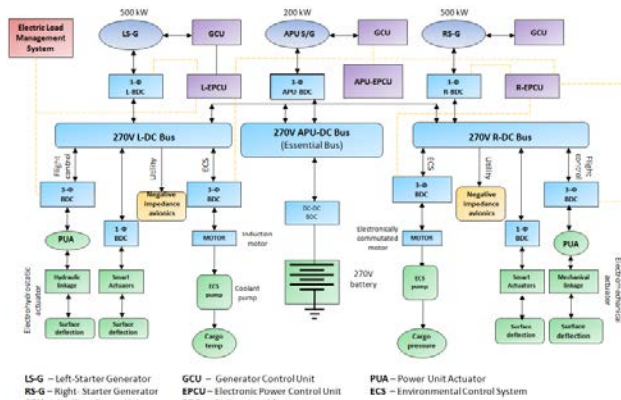 500 kW
200 kW
500 kW
Electric Load
Management
System
LS-G
GCU
APU S/G
GCU
RS-G
GCU
3-Φ
L-BDC
L-EPCU
3-Φ
APU-BDC
APU-EPCU
3-Φ
R-BDC
R-EPCU
270V L-DC Bus
270V APU-DC Bus
(Essential Bus)
270V R-DC Bus
Flight
control
Utility
ECS
ECS
Utility
Flight
control
3-Φ
BDC
Negative
impedance
avionics
3-Φ
BDC
3-Φ
BDC
Negative
impedance
avionics
3-Φ
BDC
DC-DC
BDC
PUA
1-Φ
BDC
MOTOR
Induction
motor
Electronically
commutated motor
MOTOR
1-Φ
BDC
PUA
Electrohydrostatic
actuator
Hydraulic
linkage
Smart
Actuators
ECS
pump
Coolant
pump
270V
battery
ECS
pump
Smart
Actuators
Mechanical
linkage
Electromechanical
actuator
Surface
deflection
Surface
deflection
Cargo
temp
Cargo
pressure
Surface
deflection
Surface
deflection
LS-G – Left-Starter Generator
GCU – Generator Control Unit
PUA – Power Unit Actuator
RS-G – Right- Starter Generator
EPCU – Electronic Power Control Unit
ECS – Environmental Control System